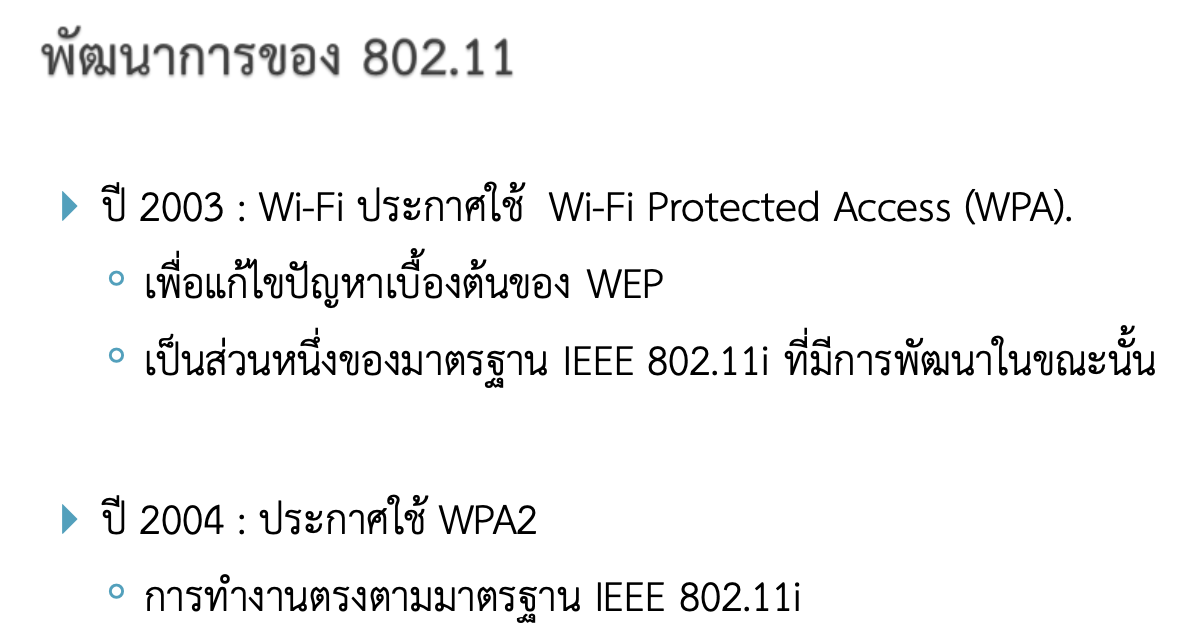 พัฒนาการของ 802.11
ปี 2003 : Wi-Fi ประกาศใช้ Wi-Fi Protected Access (WPA).
เพื่อแก้ไขปัญหาเบื้องต้นของ WEP
เป็นส่วนหนึ่งของมาตรฐาน IEEE 802.11i ที่มีการพัฒนาในขณะนั้น
ปี 2004 : ประกาศใช้ WPA2
การทำงานตรงตามมาตรฐาน IEEE 802.11i